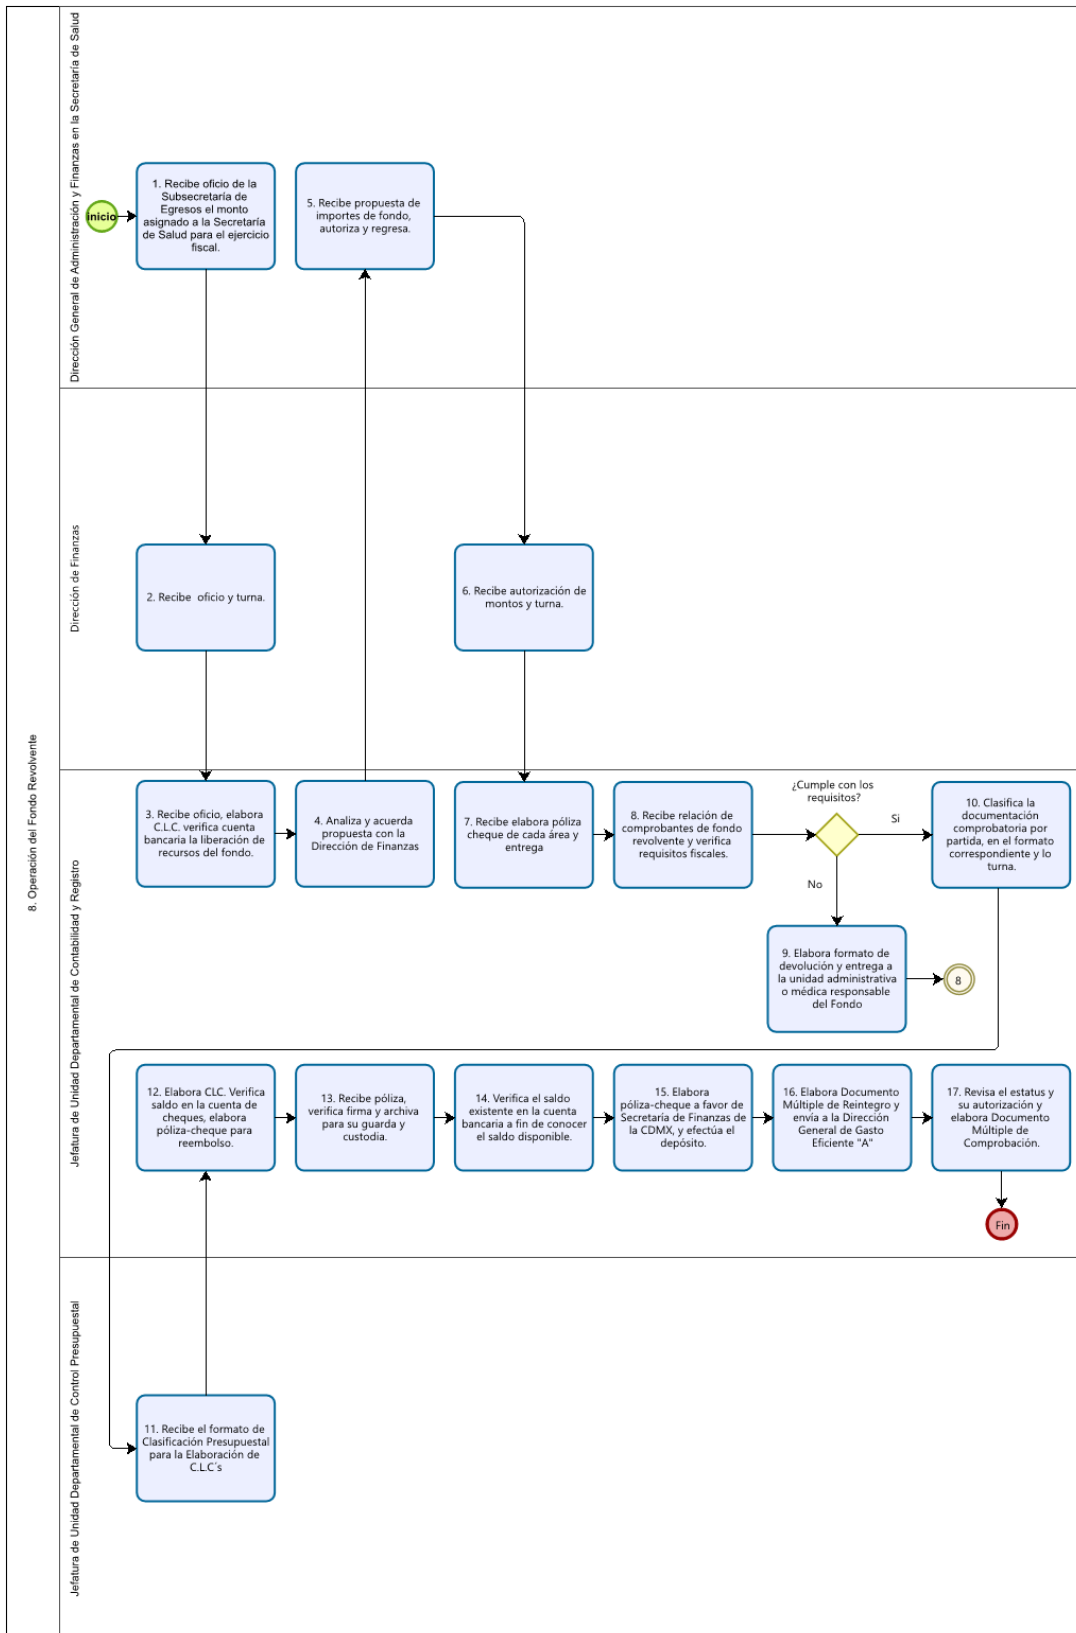 8. Operación del Fondo Revolvente
Dirección General de Administración y Finanzas en la Secretaría de Salud
inicio
1. Recibe oficio de la
Subsecretaría de
Egresos el monto
asignado a la Secretaría
de Salud para el ejercicio
fiscal.
5. Recibe propuesta de
importes de fondo,
autoriza y regresa.
Dirección de Finanzas
2. Recibe  oficio y turna.
6. Recibe autorización de
montos y turna.
Jefatura de Unidad Departamental de Contabilidad y Registro
3. Recibe oficio, elabora
C.L.C. verifica cuenta
bancaria la liberación de
recursos del fondo.
4. Analiza y acuerda
propuesta con la
Dirección de Finanzas
7. Recibe elabora póliza
cheque de cada área y
entrega
8. Recibe relación de
comprobantes de fondo
revolvente y verifica
requisitos fiscales.
¿Cumple con los
requisitos?
Si
No
10. Clasifica la
documentación
comprobatoria por
partida, en el formato
correspondiente y lo
turna.
9. Elabora formato de
devolución y entrega a
la unidad administrativa
o médica responsable
del Fondo
8
12. Elabora CLC. Verifica
saldo en la cuenta de
cheques, elabora
póliza-cheque para
reembolso.
13. Recibe póliza,
verifica firma y archiva
para su guarda y
custodia.
14. Verifica el saldo
existente en la cuenta
bancaria a fin de conocer
el saldo disponible.
15. Elabora
póliza-cheque a favor de
Secretaría de Finanzas de
la CDMX, y efectúa el
depósito.
16. Elabora Documento
Múltiple de Reintegro y
envía a la Dirección
General de Gasto
Eficiente "A"
17. Revisa el estatus y
su autorización y
elabora Documento
Múltiple de
Comprobación.
Fin
Jefatura de Unidad Departamental de Control Presupuestal
11. Recibe el formato de
Clasificación Presupuestal
para la Elaboración de
C.L.C´s